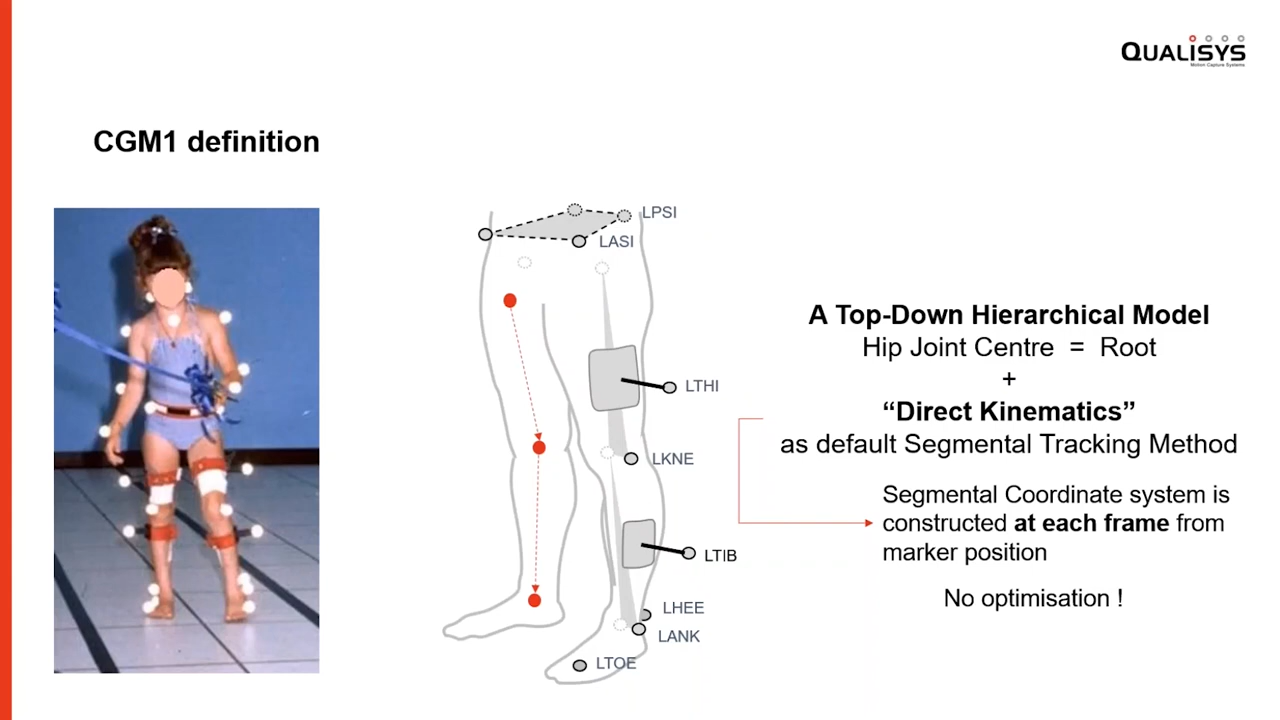 QUALISYS
Motion Capture Systems
CGM1 definition
LPSI
LASI
LTHI
LKNE
LTIB
LHEE
LANK
LTOE
A Top-Down Hierarchical Model
Hip Joint Centre = Root
+
“Direct Kinematics”
as default Segmental Tracking Method
Segmental Coordinate system is
constructed at each frame from
marker position
No optimisation !